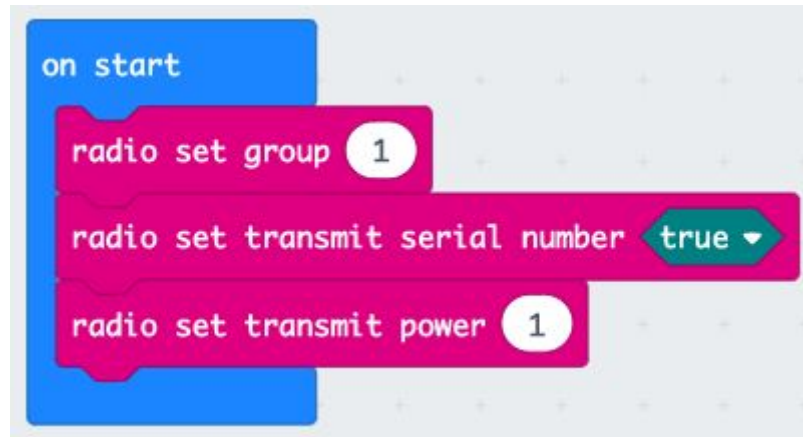 on start
radio set group 1
radio set transmit serial number true
radio set transmit power 1